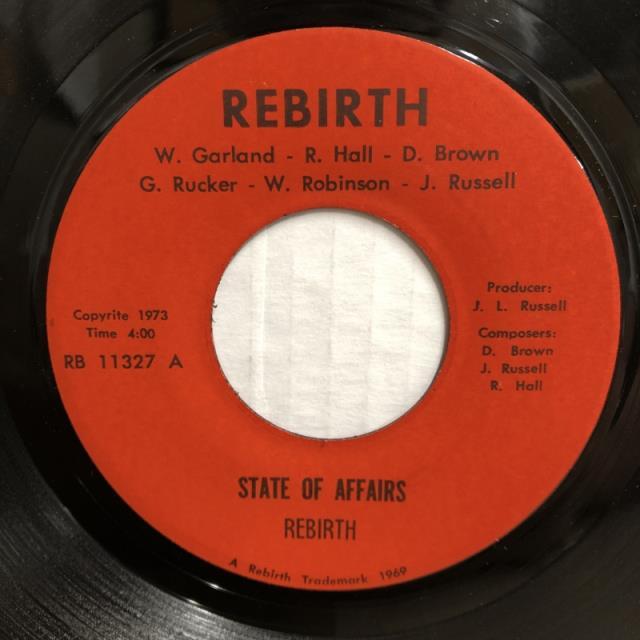 REBIRTH
W. Garland - R. Hall - D. Brown
G. Rucker - W. Robinson - J. Russell
Copyrite 1973
Time 4:00
RB 11327 A
Producer:
J. L. Russell
Composers:
D. Brown
J. Russell
R. Hall
STATE OF AFFAIRS
REBIRTH
A Rebirth Trademark 1969